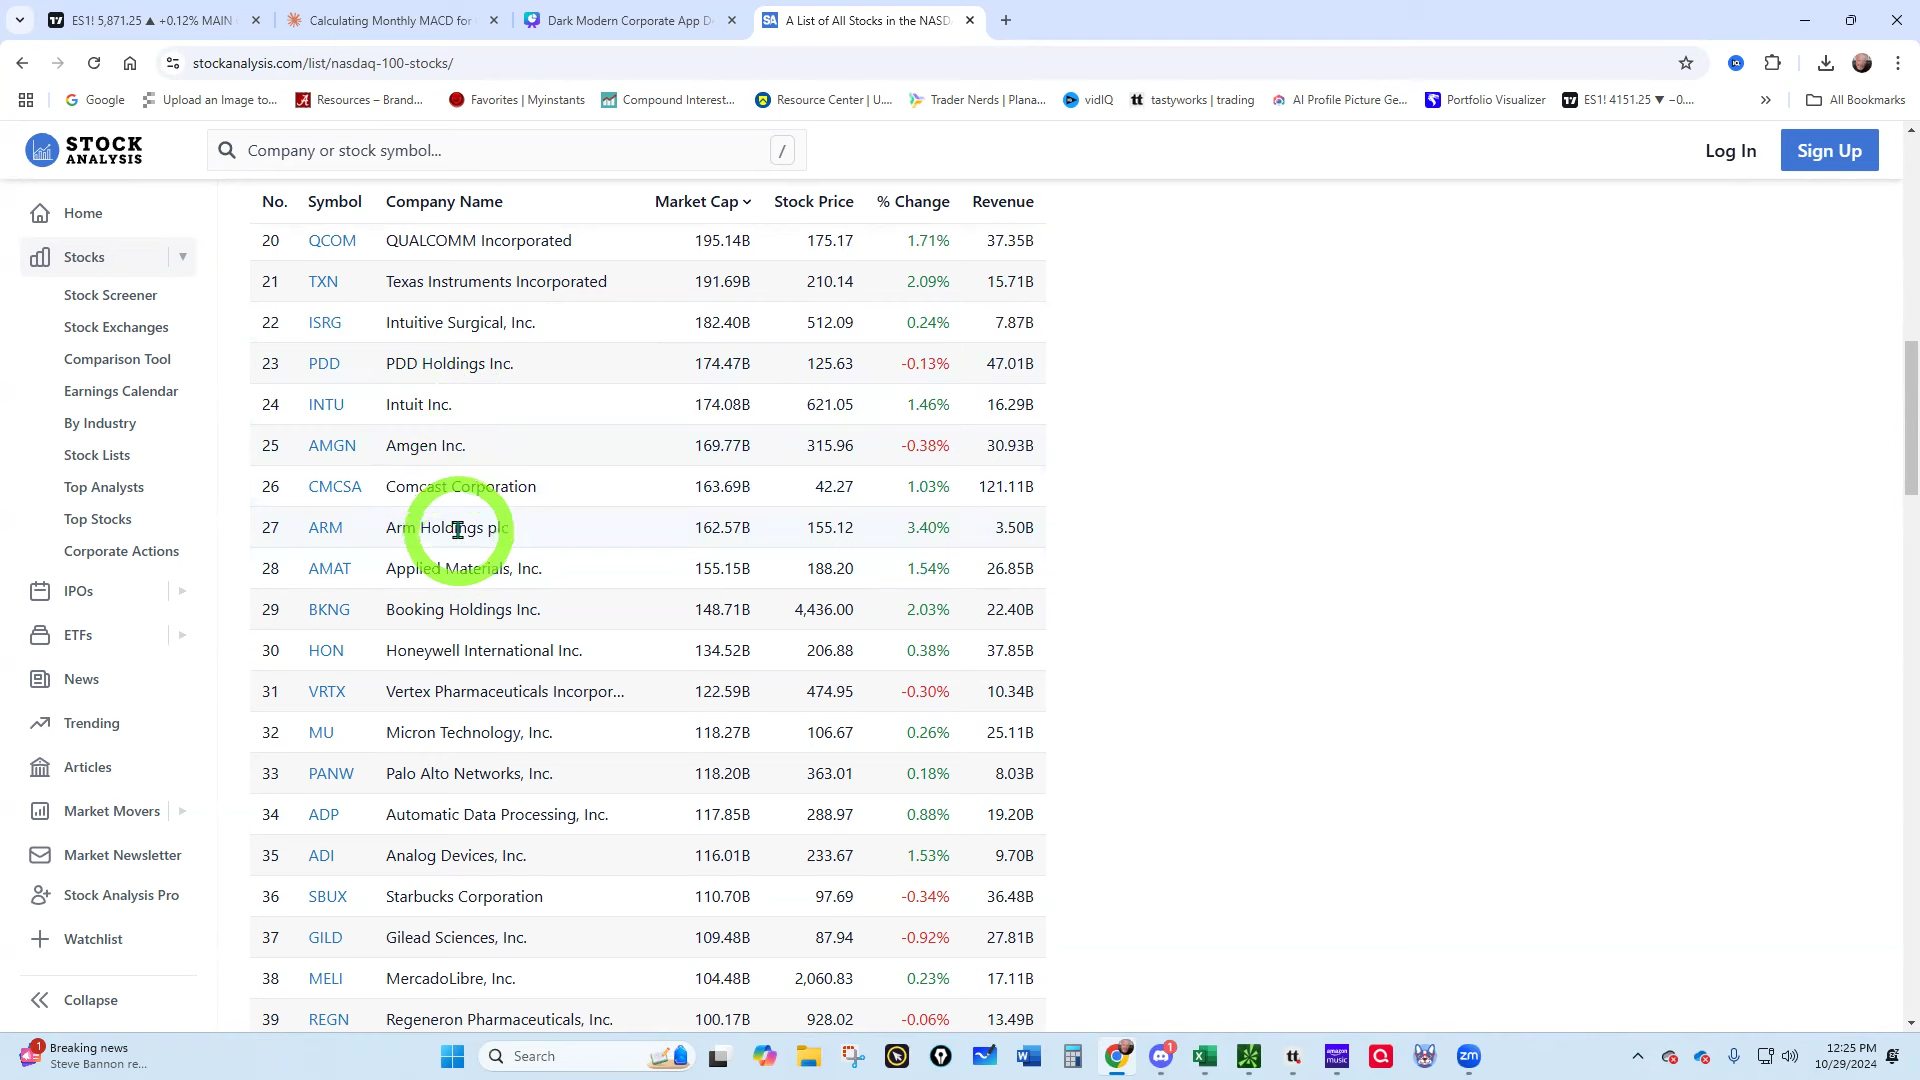 ES1! 5,871.25 ▲ +0.12% MAIN
Calculating Monthly MACD for
Dark Modern Corporate App D
A List of All Stocks in the NASD
stockanalysis.com/list/nasdaq-100-stocks/
Google
Upload an Image to...
Resources – Brand...
Favorites | Myinstants
Compound Interest...
Resource Center | U....
Trader Nerds | Plana...
vidIQ
tastyworks | trading
AI Profile Picture Ge...
Portfolio Visualizer
ES1! 4151.25 ▼ −0....
All Bookmarks
STOCK ANALYSIS
Company or stock symbol...
/
Log In
Sign Up
Home
Stocks
Stock Screener
Stock Exchanges
Comparison Tool
Earnings Calendar
By Industry
Stock Lists
Top Analysts
Top Stocks
Corporate Actions
IPOs
ETFs
News
Trending
Articles
Market Movers
Market Newsletter
Stock Analysis Pro
Watchlist
Collapse
No. Symbol Company Name Market Cap Stock Price % Change Revenue
20 QCOM QUALCOMM Incorporated 195.14B 175.17 1.71% 37.35B
21 TXN Texas Instruments Incorporated 191.69B 210.14 2.09% 15.71B
22 ISRG Intuitive Surgical, Inc. 182.40B 512.09 0.24% 7.87B
23 PDD PDD Holdings Inc. 174.47B 125.63 -0.13% 47.01B
24 INTU Intuit Inc. 174.08B 621.05 1.46% 16.29B
25 AMGN Amgen Inc. 169.77B 315.96 -0.38% 30.93B
26 CMCSA Comcast Corporation 163.69B 42.27 1.03% 121.11B
27 ARM Arm Holdings plc 162.57B 155.12 3.40% 3.50B
28 AMAT Applied Materials, Inc. 155.15B 188.20 1.54% 26.85B
29 BKNG Booking Holdings Inc. 148.71B 4,436.00 2.03% 22.40B
30 HON Honeywell International Inc. 134.52B 206.88 0.38% 37.85B
31 VRTX Vertex Pharmaceuticals Incorpor... 122.59B 474.95 -0.30% 10.34B
32 MU Micron Technology, Inc. 118.27B 106.67 0.26% 25.11B
33 PANW Palo Alto Networks, Inc. 118.20B 363.01 0.18% 8.03B
34 ADP Automatic Data Processing, Inc. 117.85B 288.97 0.88% 19.20B
35 ADI Analog Devices, Inc. 116.01B 233.67 1.53% 9.70B
36 SBUX Starbucks Corporation 110.70B 97.69 -0.34% 36.48B
37 GILD Gilead Sciences, Inc. 109.48B 87.94 -0.92% 27.81B
38 MELI MercadoLibre, Inc. 104.48B 2,060.83 0.23% 17.11B
39 REGN Regeneron Pharmaceuticals, Inc. 100.17B 928.02 -0.06% 13.49B
1
Breaking news
Steve Bannon re...
Search
1
tt
amazon music
zm
12:25 PM
10/29/2024